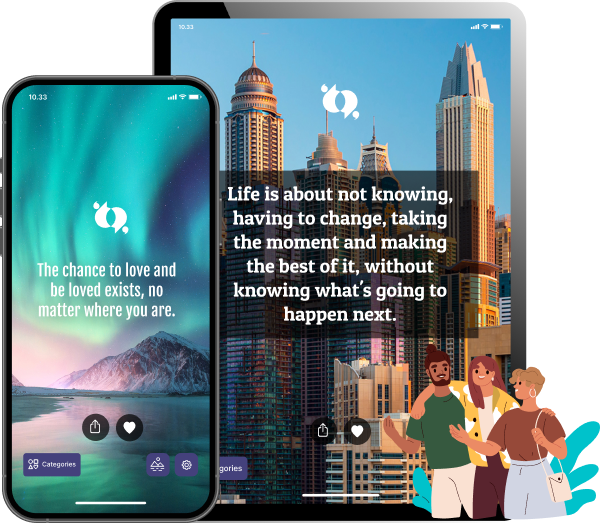 10.33
The chance to love and
be loved exists, no
matter where you are.
Categories
10.33
Life is about not knowing,
having to change, taking
the moment and making
the best of it, without
knowing what's going to
happen next.
gories